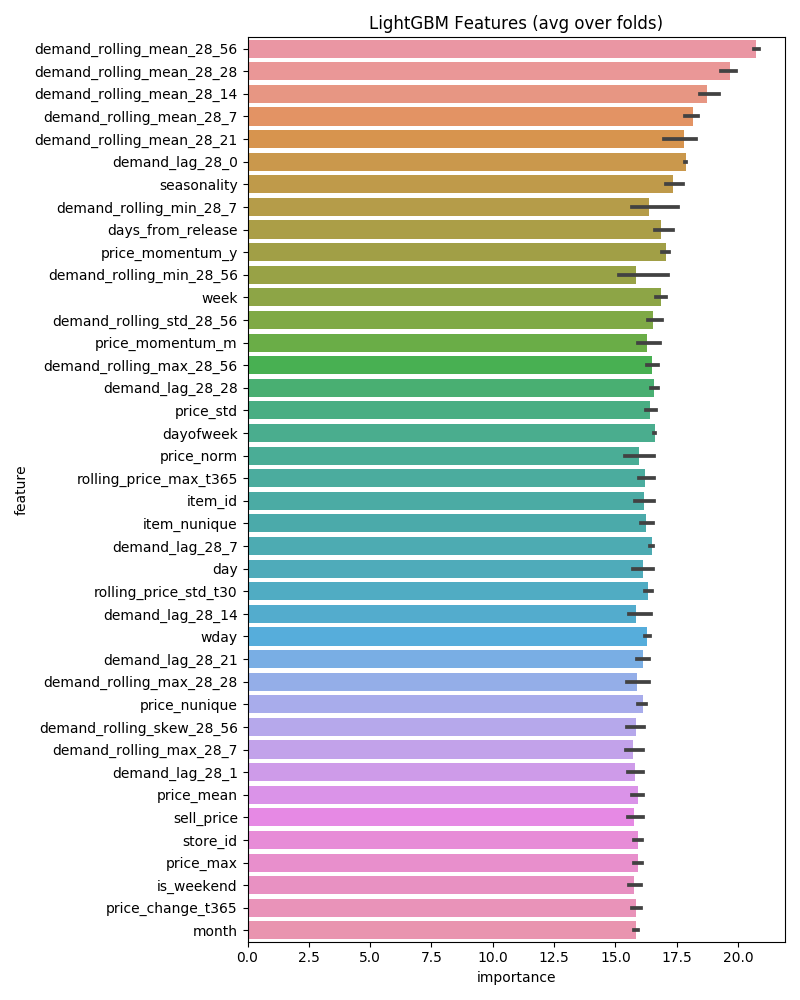 LightGBM Features (avg over folds)
demand_rolling_mean_28_56
demand_rolling_mean_28_28
demand_rolling_mean_28_14
demand_rolling_mean_28_7
demand_rolling_mean_28_21
demand_lag_28_0
seasonality
demand_rolling_min_28_7
days_from_release
price_momentum_y
demand_rolling_min_28_56
week
demand_rolling_std_28_56
price_momentum_m
demand_rolling_max_28_56
demand_lag_28_28
price_std
dayofweek
price_norm
rolling_price_max_t365
item_id
item_nunique
demand_lag_28_7
day
rolling_price_std_t30
demand_lag_28_14
wday
demand_lag_28_21
demand_rolling_max_28_28
price_nunique
demand_rolling_skew_28_56
demand_rolling_max_28_7
demand_lag_28_1
price_mean
sell_price
store_id
price_max
is_weekend
price_change_t365
month
feature
0.0 2.5 5.0 7.5 10.0 12.5 15.0 17.5 20.0
importance